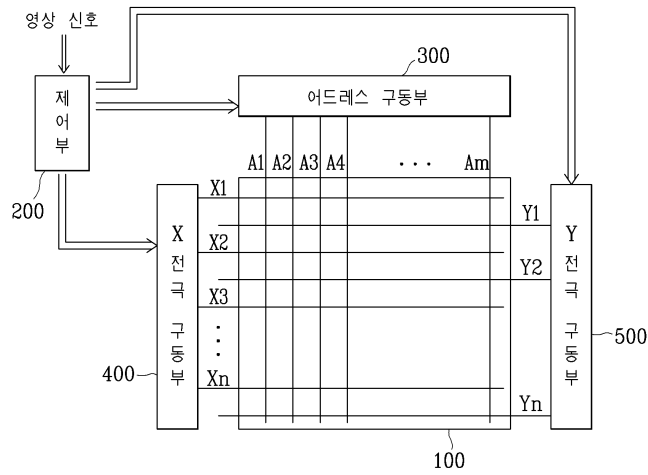 영상 신호
제어부
200
300
어드레스 구동부
A1 A2 A3 A4 ··· Am
X1
X2
X3
Xn
Y1
Y2
Yn
X 전극 구동부
400
Y 전극 구동부
500
100